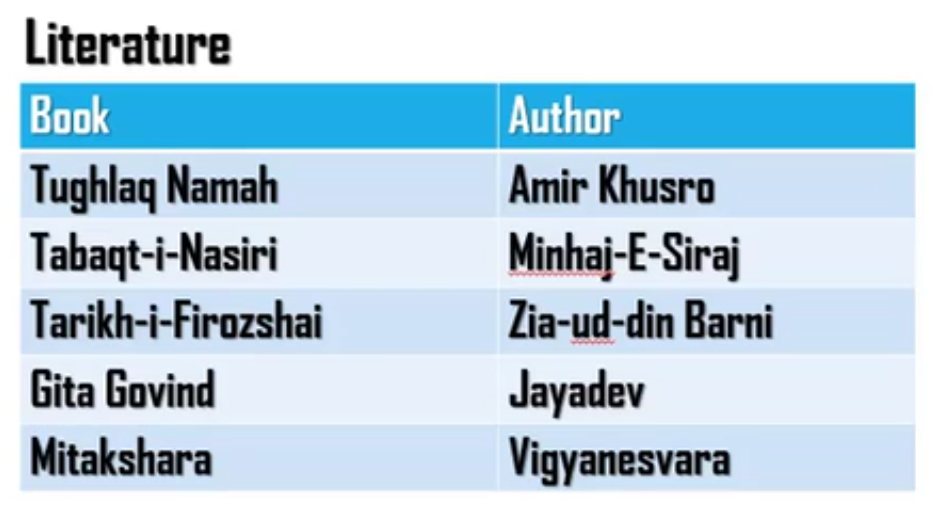 Literature
Book Author
Tughlaq Namah Amir Khusro
Tabaqt-i-Nasiri Minhaj-E-Siraj
Tarikh-i-Firozshai Zia-ud-din Barni
Gita Govind Jayadev
Mitakshara Vigyanesvara